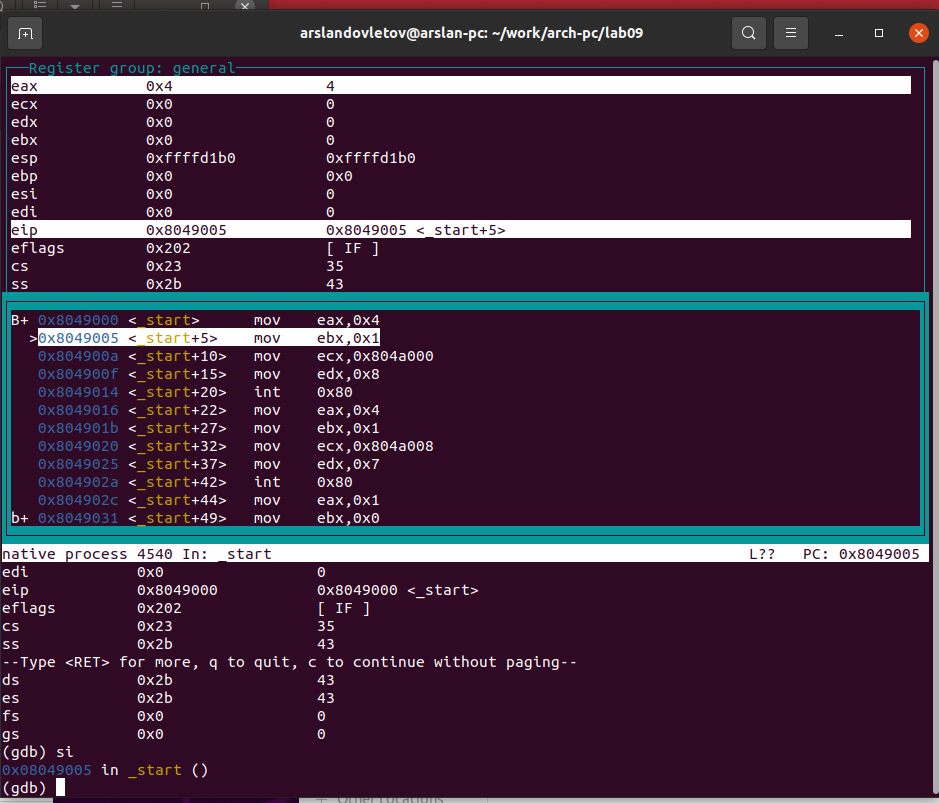 arslandovletov@arslan-pc: ~/work/arch-pc/lab09
Register group: general
eax 0x4 4
ecx 0x0 0
edx 0x0 0
ebx 0x0 0
esp 0xffffd1b0 0xffffd1b0
ebp 0x0 0x0
esi 0x0 0
edi 0x0 0
eip 0x8049005 0x8049005 <_start+5>
eflags 0x202 [ IF ]
cs 0x23 35
ss 0x2b 43
B+ 0x8049000 <_start> mov eax,0x4
>0x8049005 <_start+5> mov ebx,0x1
0x804900a <_start+10> mov ecx,0x804a000
0x804900f <_start+15> mov edx,0x8
0x8049014 <_start+20> int 0x80
0x8049016 <_start+22> mov eax,0x4
0x804901b <_start+27> mov ebx,0x1
0x8049020 <_start+32> mov ecx,0x804a008
0x8049025 <_start+37> mov edx,0x7
0x804902a <_start+42> int 0x80
0x804902c <_start+44> mov eax,0x1
b+ 0x8049031 <_start+49> mov ebx,0x0
native process 4540 In: _start L?? PC: 0x8049005
edi 0x0 0
eip 0x8049000 0x8049000 <_start>
eflags 0x202 [ IF ]
cs 0x23 35
ss 0x2b 43
--Type <RET> for more, q to quit, c to continue without paging--
ds 0x2b 43
es 0x2b 43
fs 0x0 0
gs 0x0 0
(gdb) si
0x08049005 in _start ()
(gdb)
+ Other Locations